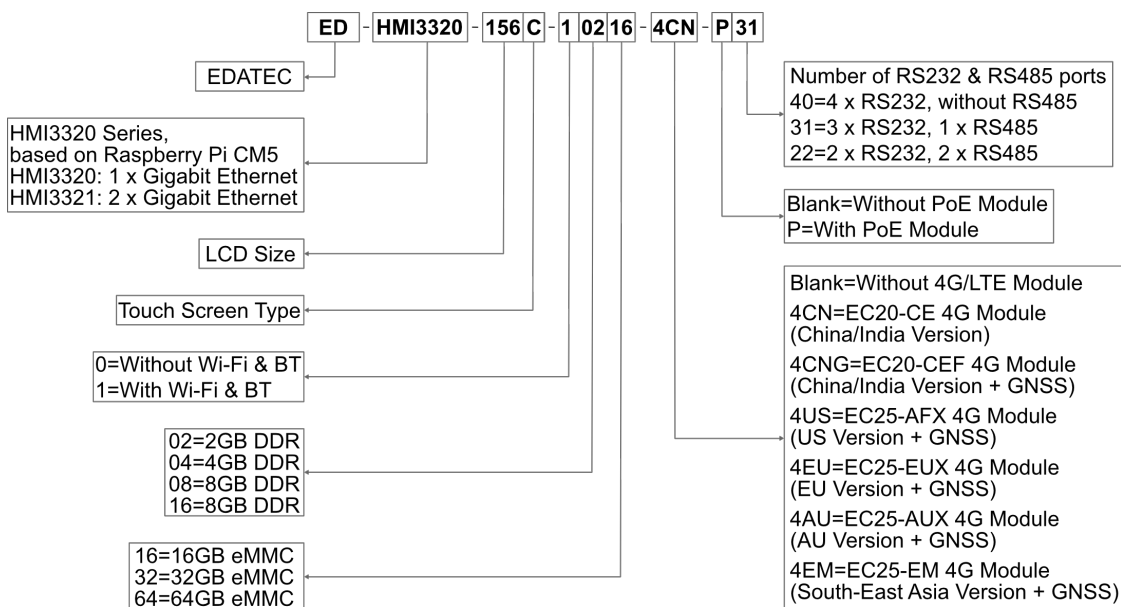 ED - HMI3320 - 156 C - 1 02 16 - 4CN - P 31
EDATEC
HMI3320 Series,
based on Raspberry Pi CM5
HMI3320: 1 x Gigabit Ethernet
HMI3321: 2 x Gigabit Ethernet
LCD Size
Touch Screen Type
0=Without Wi-Fi & BT
1=With Wi-Fi & BT
02=2GB DDR
04=4GB DDR
08=8GB DDR
16=8GB DDR
16=16GB eMMC
32=32GB eMMC
64=64GB eMMC
Number of RS232 & RS485 ports
40=4 x RS232, without RS485
31=3 x RS232, 1 x RS485
22=2 x RS232, 2 x RS485
Blank=Without PoE Module
P=With PoE Module
Blank=Without 4G/LTE Module
4CN=EC20-CE 4G Module
(China/India Version)
4CNG=EC20-CEF 4G Module
(China/India Version + GNSS)
4US=EC25-AFX 4G Module
(US Version + GNSS)
4EU=EC25-EUX 4G Module
(EU Version + GNSS)
4AU=EC25-AUX 4G Module
(AU Version + GNSS)
4EM=EC25-EM 4G Module
(South-East Asia Version + GNSS)